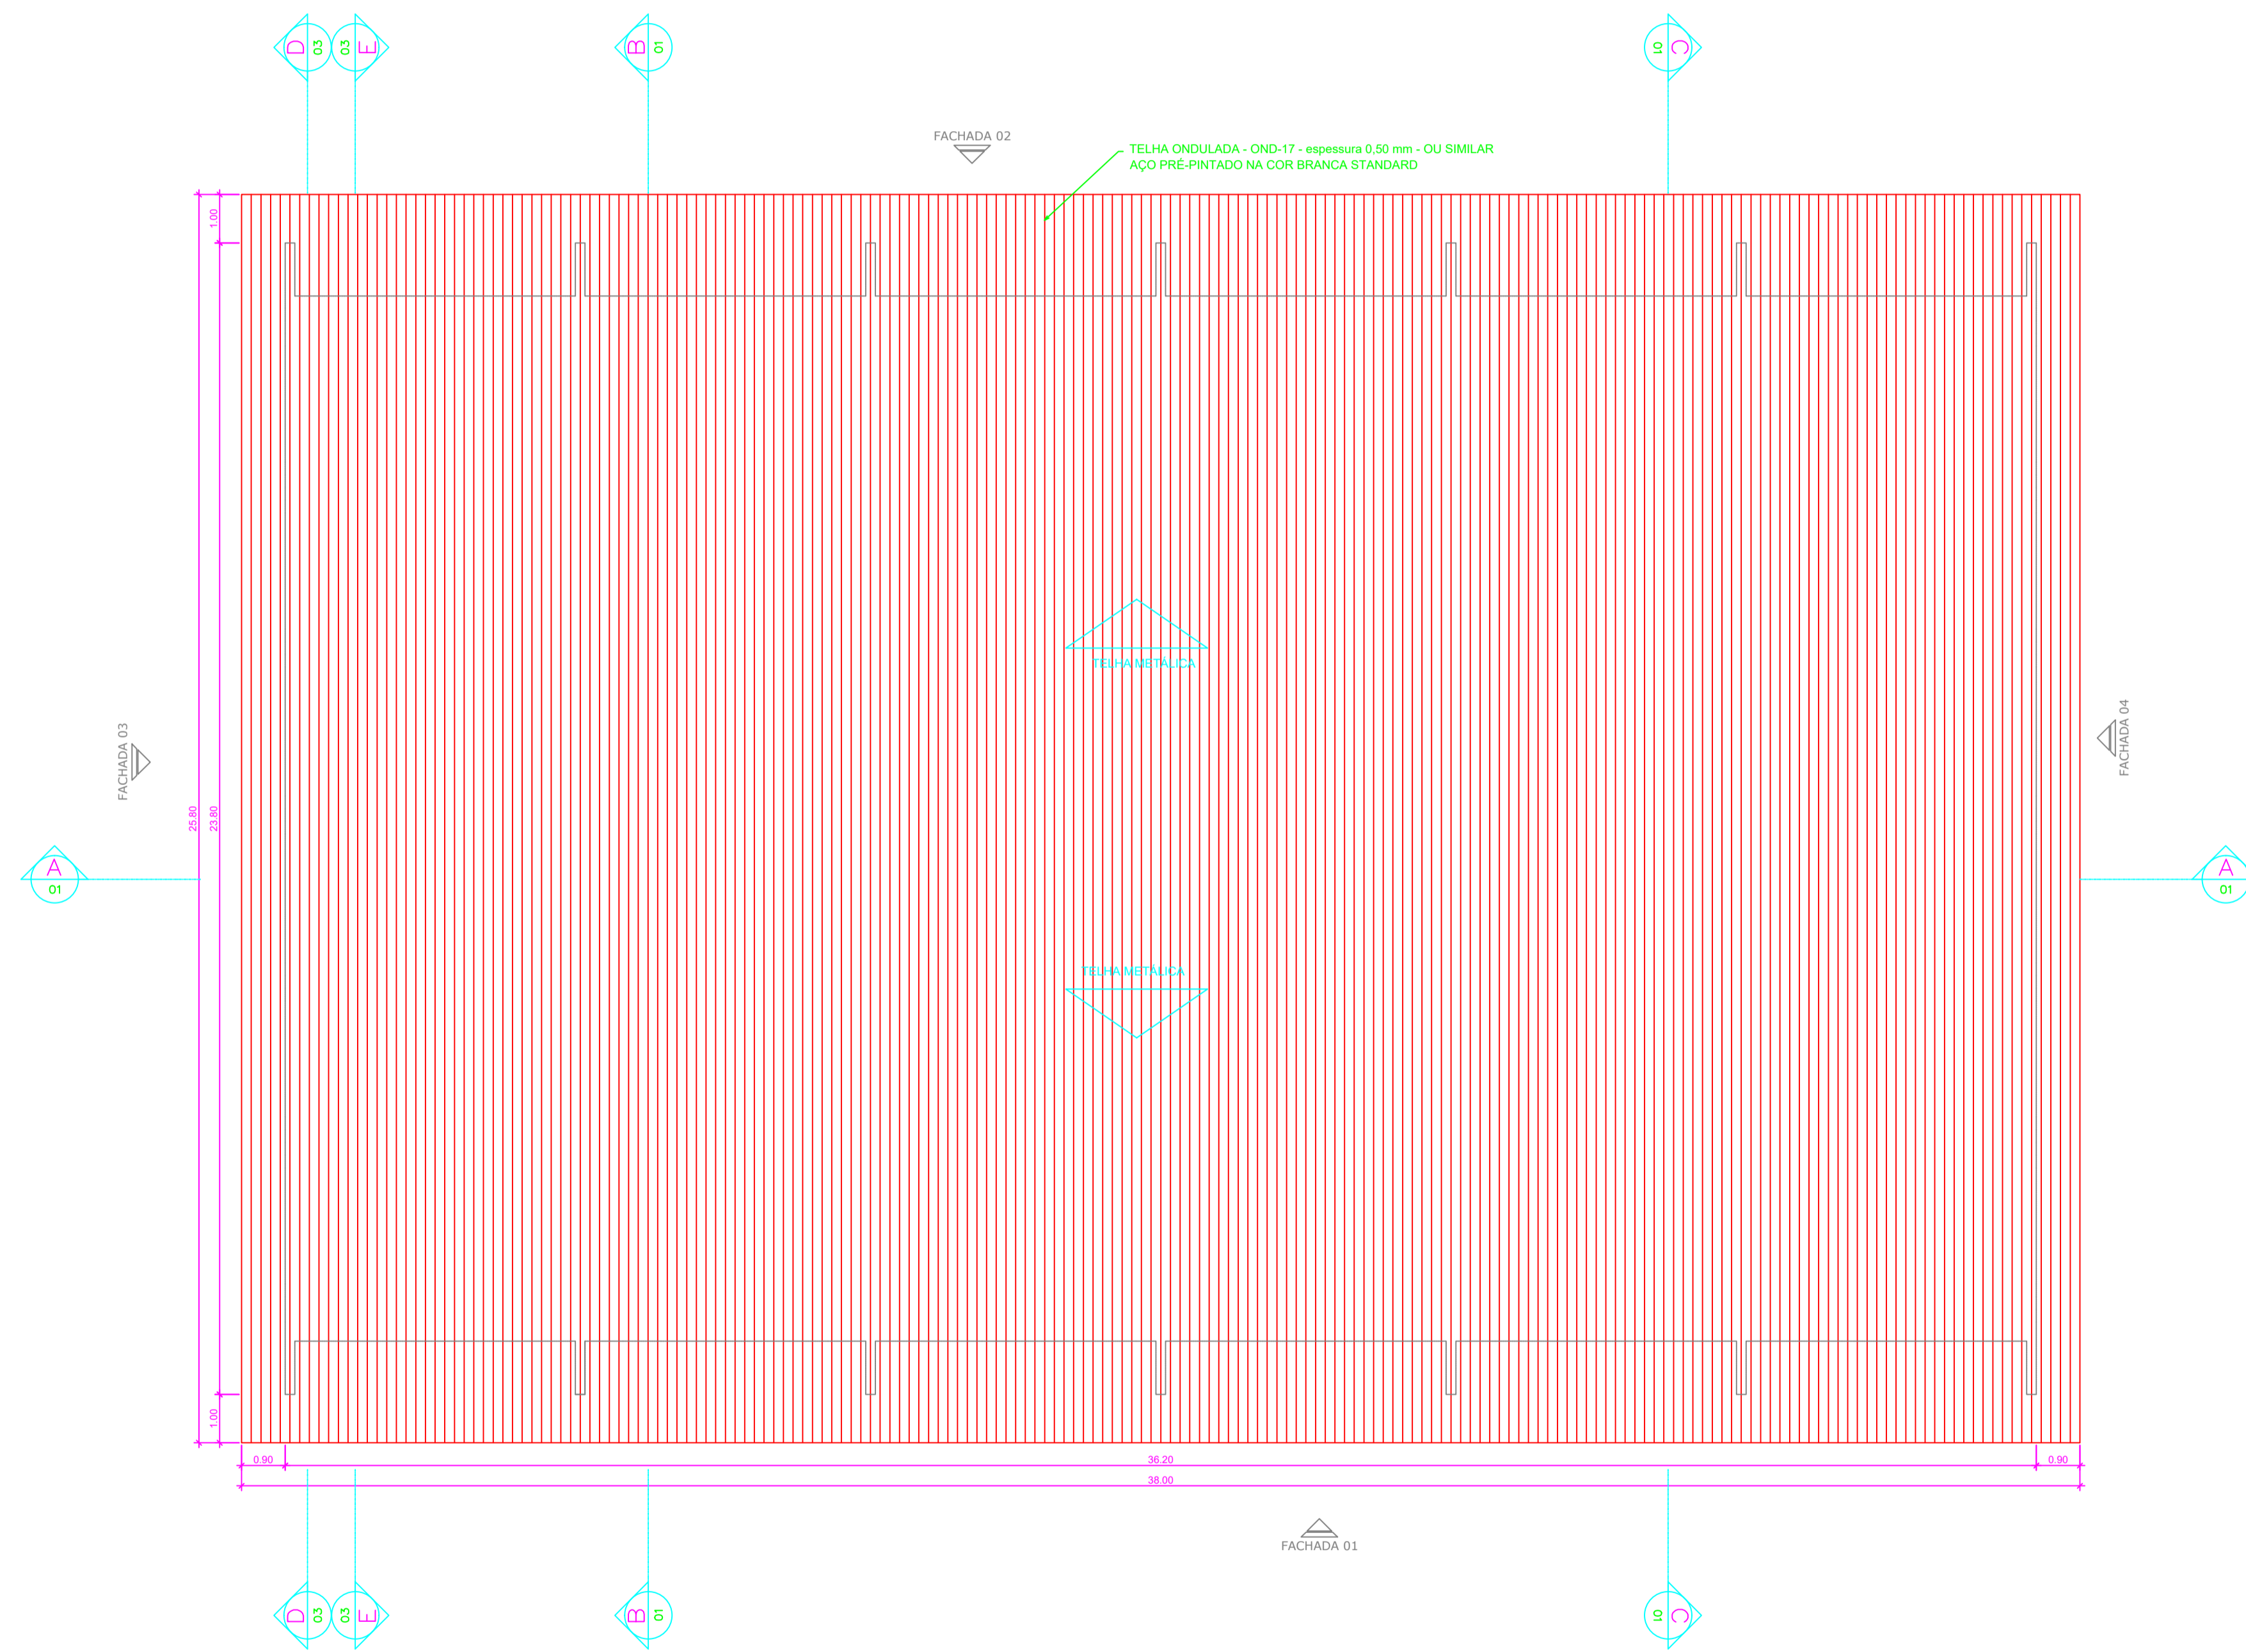 D
03
03
E
B
01
C
01
FACHADA 02
TELHA ONDULADA - OND-17 - espessura 0,50 mm - OU SIMILAR
AÇO PRÉ-PINTADO NA COR BRANCA STANDARD
1.00
TELHA METÁLICA
FACHADA 03
FACHADA 04
25.80
23.80
A
01
A
01
TELHA METÁLICA
1.00
0.90
36.20
0.90
38.00
FACHADA 01
D
03
03
E
B
01
C
01